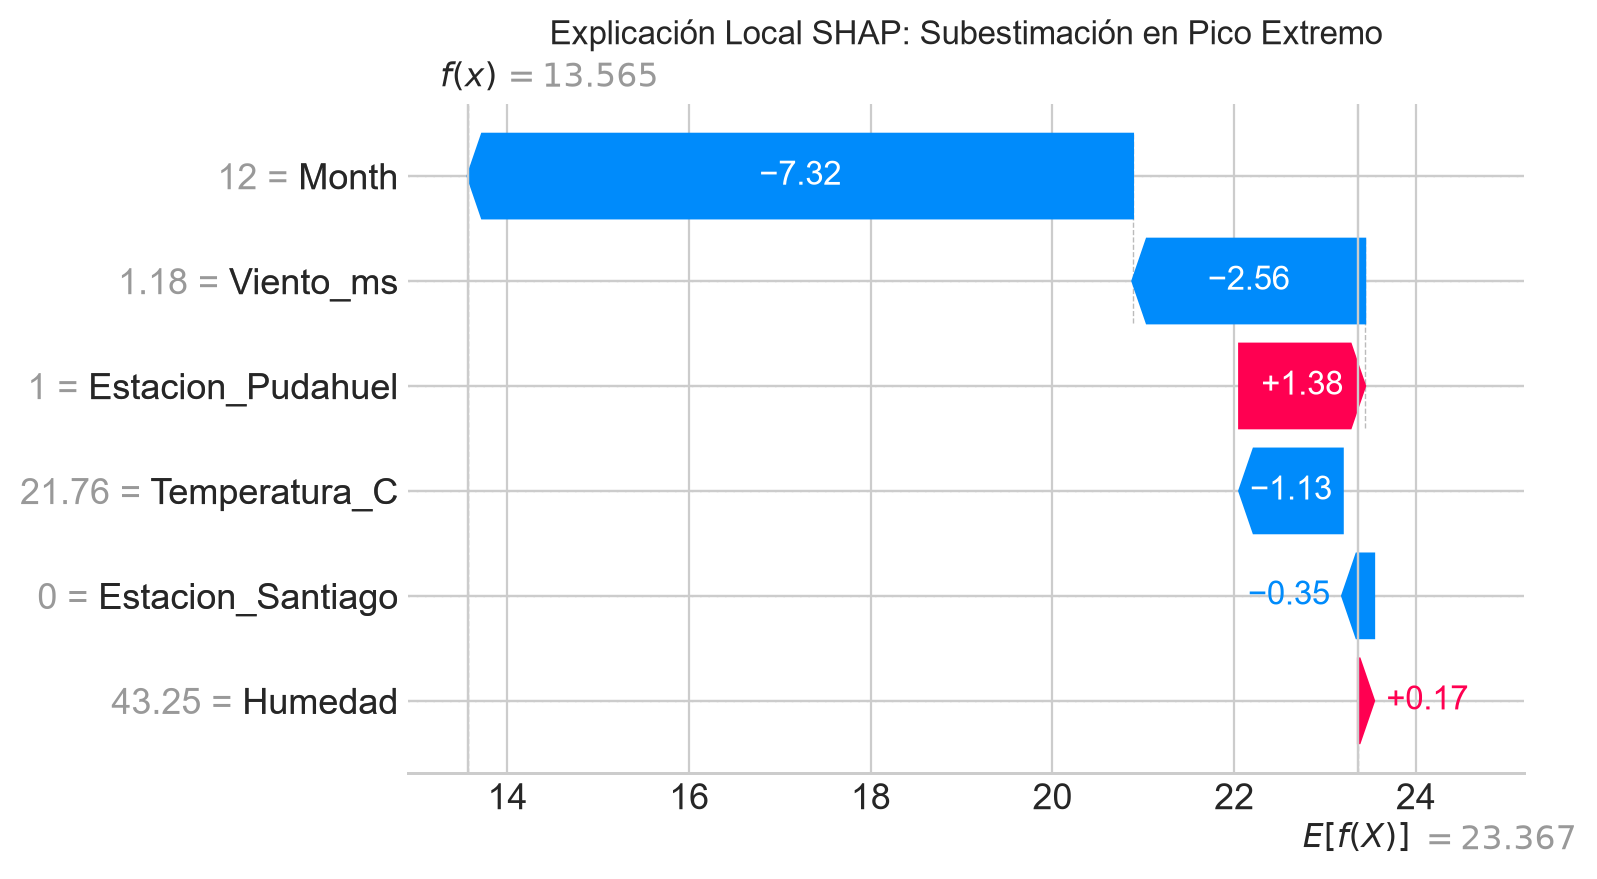 Explicación Local SHAP: Subestimación en Pico Extremo
f(x) = 13.565
12 = Month
−7.32
1.18 = Viento_ms
−2.56
1 = Estacion_Pudahuel
+1.38
21.76 = Temperatura_C
−1.13
0 = Estacion_Santiago
−0.35
43.25 = Humedad
+0.17
14 16 18 20 22 24
E[f(X)] = 23.367